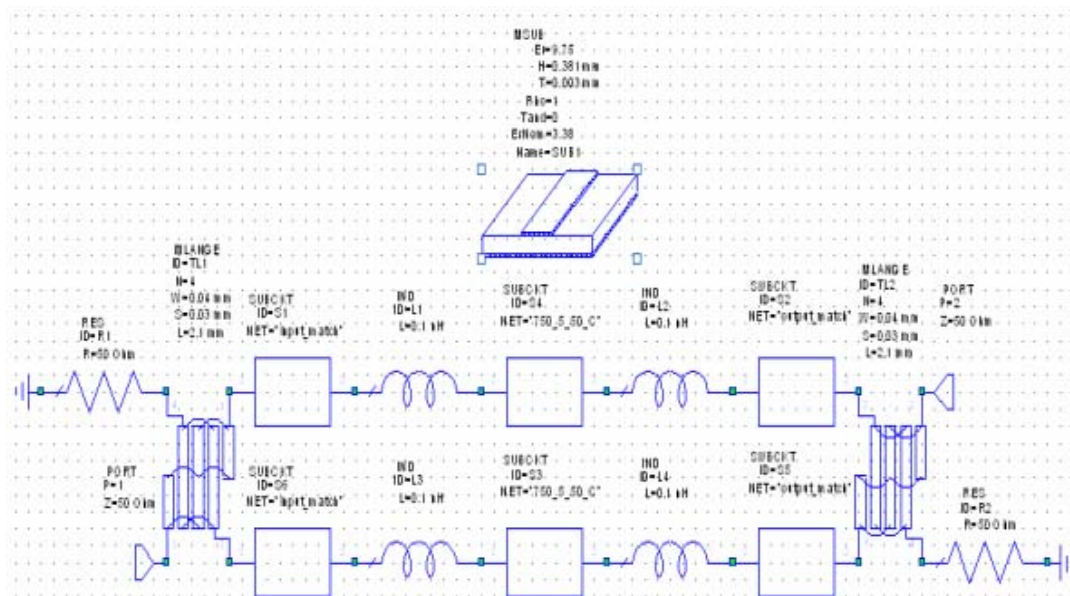 MSUB
Er=9.75
H=0.381 mm
T=0.003 mm
Rho=1
Tand=0
ErNom=3.38
Name=SUB1
MLANGE
ID=TL1
N=4
W=0.04 mm
S=0.03 mm
L=2.1 mm
RES
ID=R1
R=50 Ohm
SUBCKT
ID=S1
NET="input_match"
IND
ID=L1
L=0.1 nH
SUBCKT
ID=S4
NET="750_5_50_C"
IND
ID=L2
L=0.1 nH
SUBCKT
ID=S2
NET="output_match"
MLANGE
ID=TL2
N=4
W=0.04 mm
S=0.03 mm
L=2.1 mm
PORT
P=2
Z=50 Ohm
PORT
P=1
Z=50 Ohm
SUBCKT
ID=S6
NET="input_match"
IND
ID=L3
L=0.1 nH
SUBCKT
ID=S3
NET="750_5_50_C"
IND
ID=L4
L=0.1 nH
SUBCKT
ID=S5
NET="output_match"
RES
ID=R2
R=50 Ohm